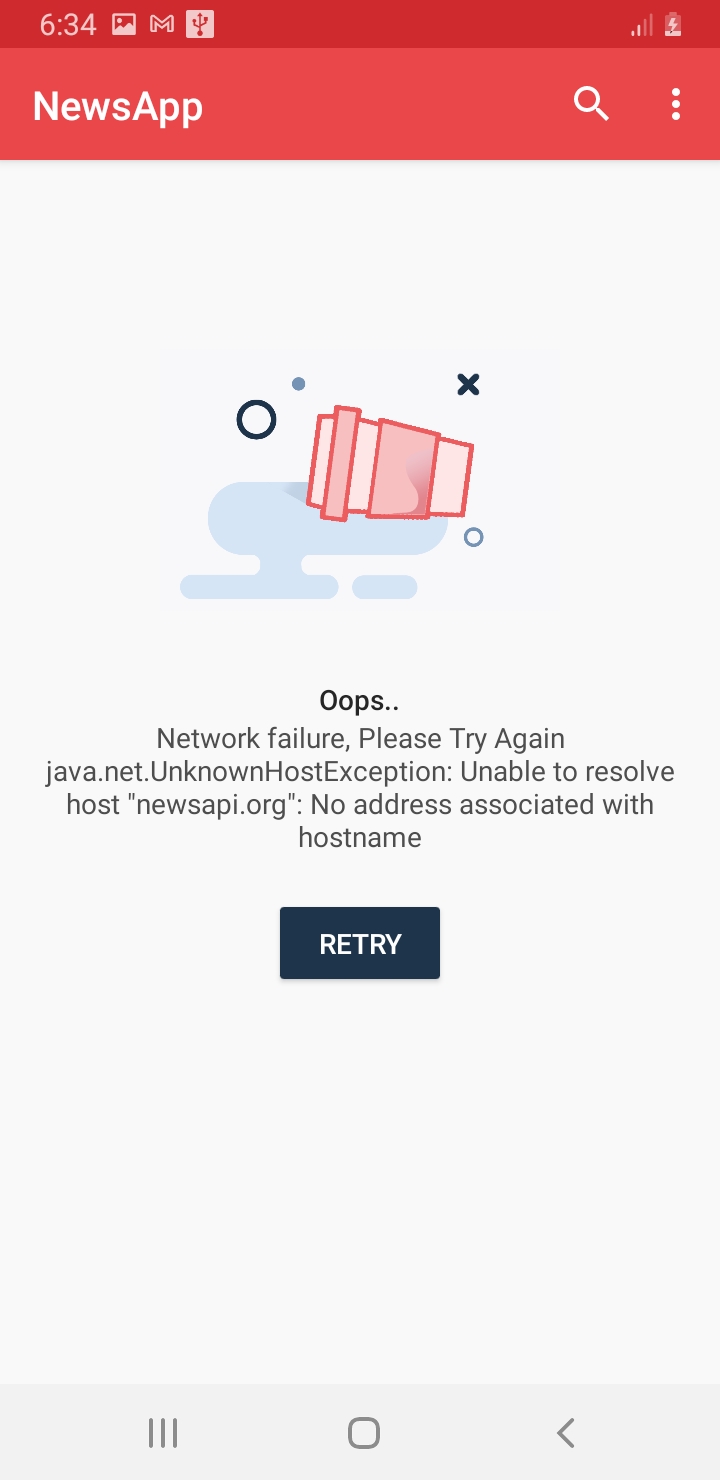 6:34
NewsApp
Oops..
Network failure, Please Try Again
java.net.UnknownHostException: Unable to resolve
host "newsapi.org": No address associated with
hostname
RETRY